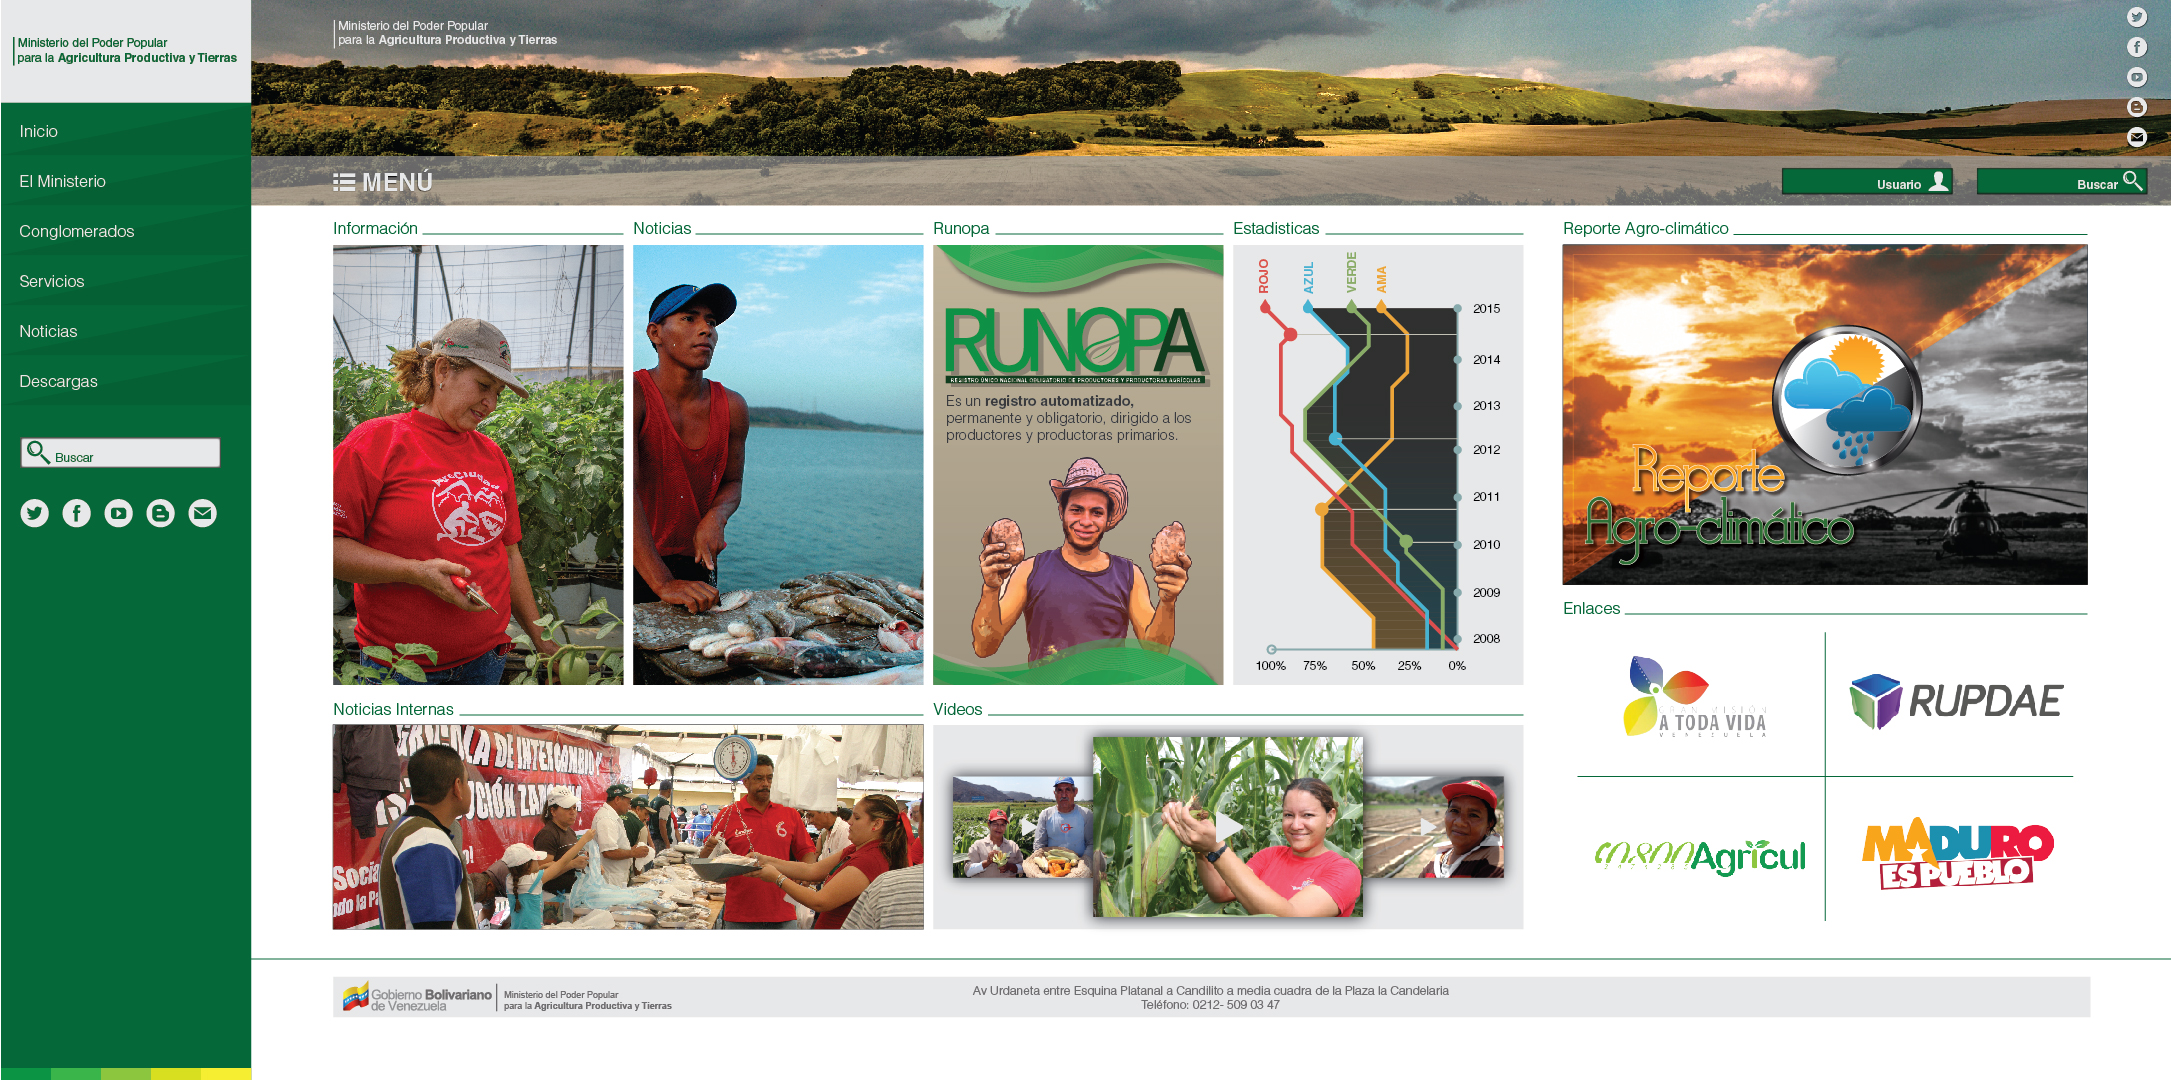 Ministerio del Poder Popular
para la Agricultura Productiva y Tierras
Inicio
El Ministerio
Conglomerados
Servicios
Noticias
Descargas
Buscar
Ministerio del Poder Popular
para la Agricultura Productiva y Tierras
MENÚ
Usuario
Buscar
Información
Noticias
Runopa
RUNOPA
REGISTRO ÚNICO NACIONAL OBLIGATORIO DE PRODUCTORES Y PRODUCTORAS AGRÍCOLAS
Es un registro automatizado,
permanente y obligatorio, dirigido a los
productores y productoras primarios.
Estadisticas
ROJO
AZUL
VERDE
AMA
2015
2014
2013
2012
2011
2010
2009
2008
100% 75% 50% 25% 0%
Reporte Agro-climático
Reporte
Agro-climático
Enlaces
GRAN MISIÓN
A TODA VIDA
VENEZUELA
RUPDAE
Agricul
MADURO
ES PUEBLO
Noticias Internas
DE INTERCAMBIO
Videos
Gobierno Bolivariano
de Venezuela
Ministerio del Poder Popular
para la Agricultura Productiva y Tierras
Av Urdaneta entre Esquina Platanal a Candilito a media cuadra de la Plaza la Candelaria
Teléfono: 0212- 509 03 47